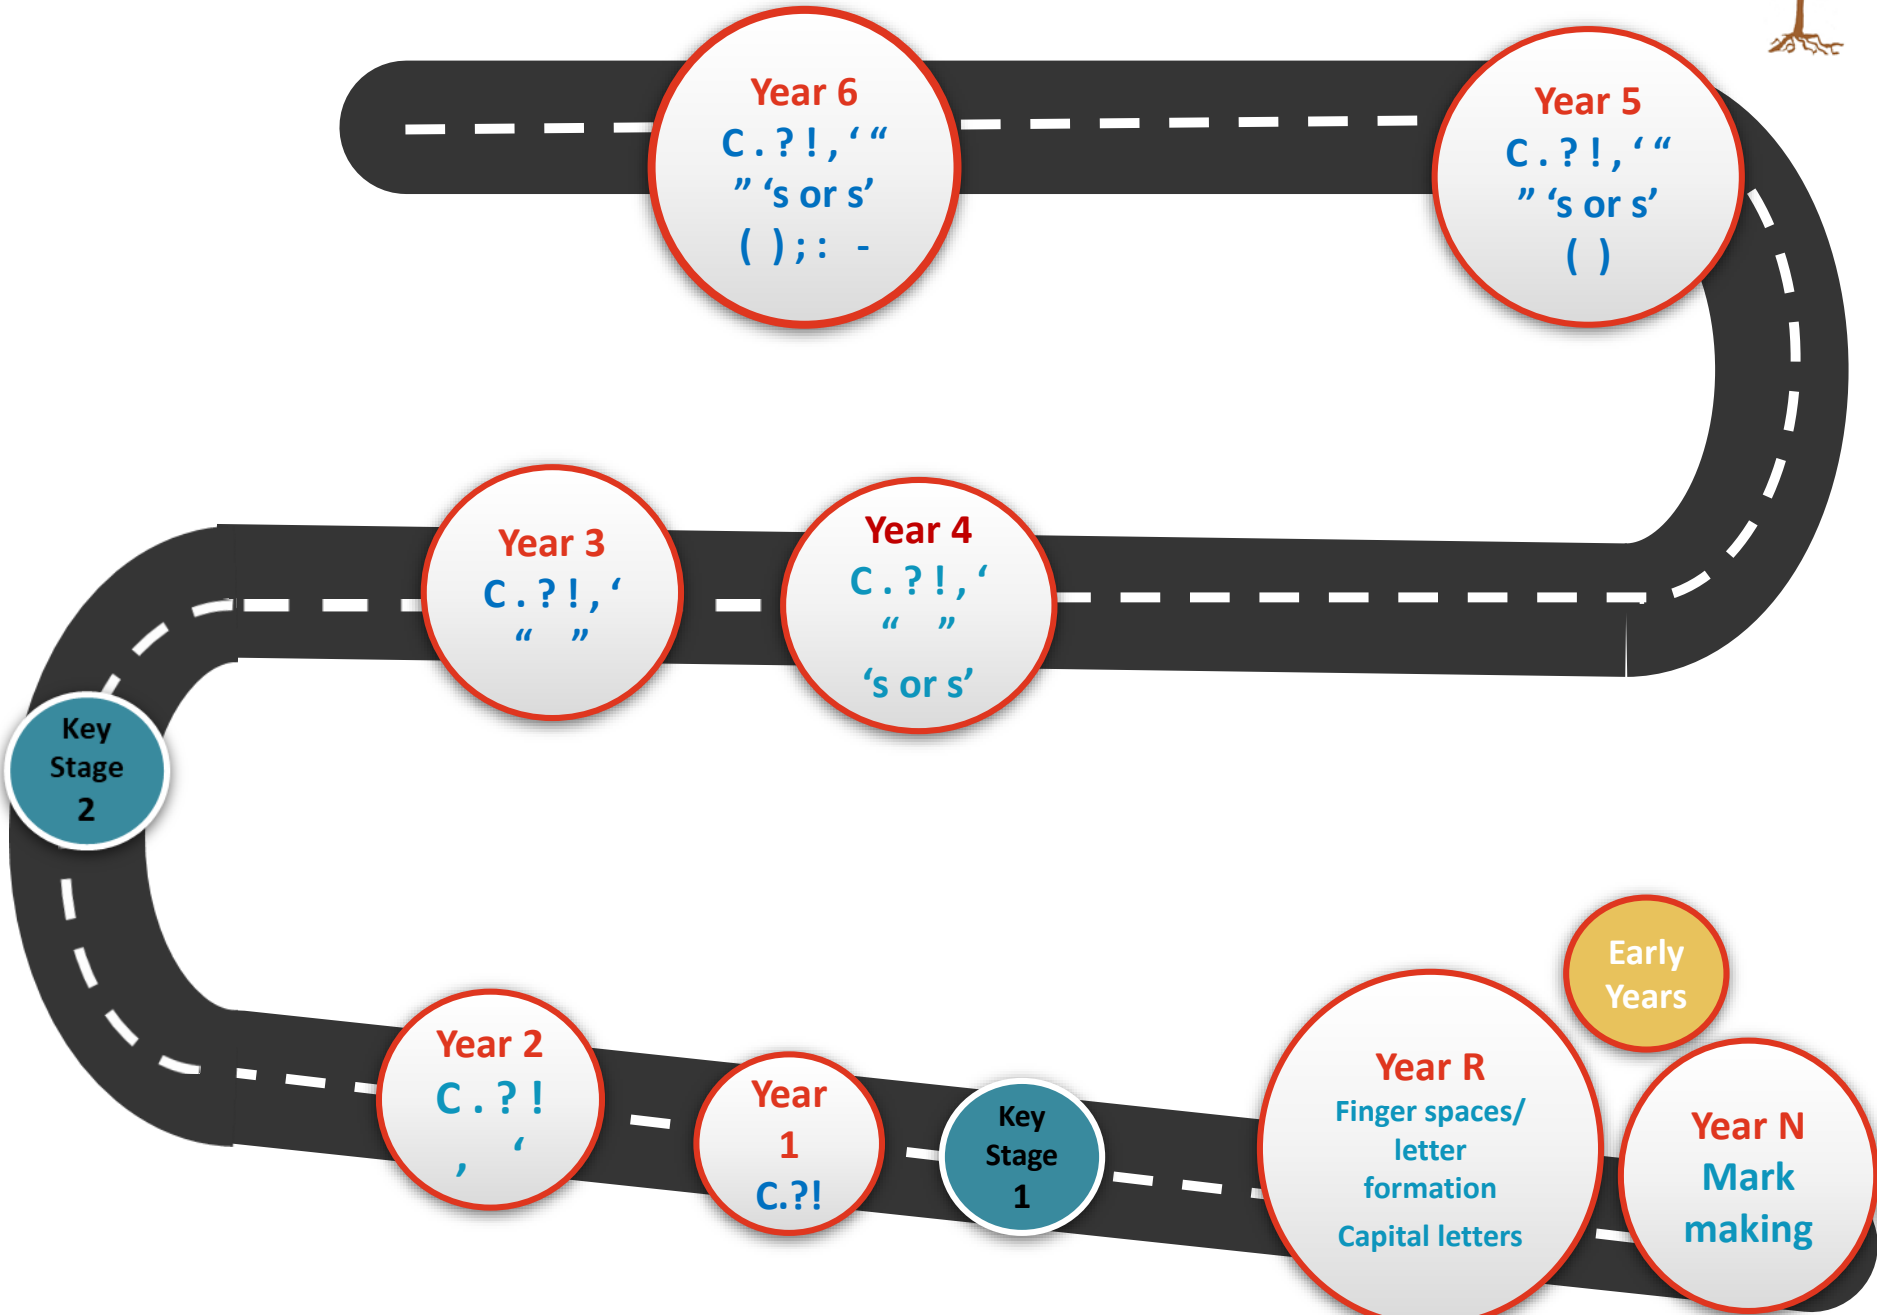 Year 6
C . ? ! , ‘ “
” ‘s or s’
( ) ; : -
Year 5
C . ? ! , ‘ “
” ‘s or s’
( )
Year 3
C . ? ! , ‘
“ ”
Year 4
C . ? ! , ‘
“ ”
‘s or s’
Key
Stage
2
Early
Years
Year 2
C . ? !
, ‘
Year
1
C.?!
Key
Stage
1
Year R
Finger spaces/
letter
formation
Capital letters
Year N
Mark
making